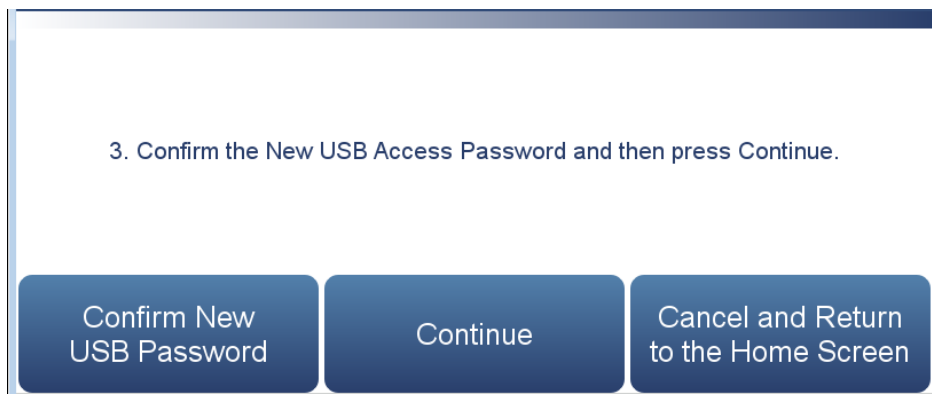 3. Confirm the New USB Access Password and then press Continue.
Confirm New
USB Password
Continue
Cancel and Return
to the Home Screen